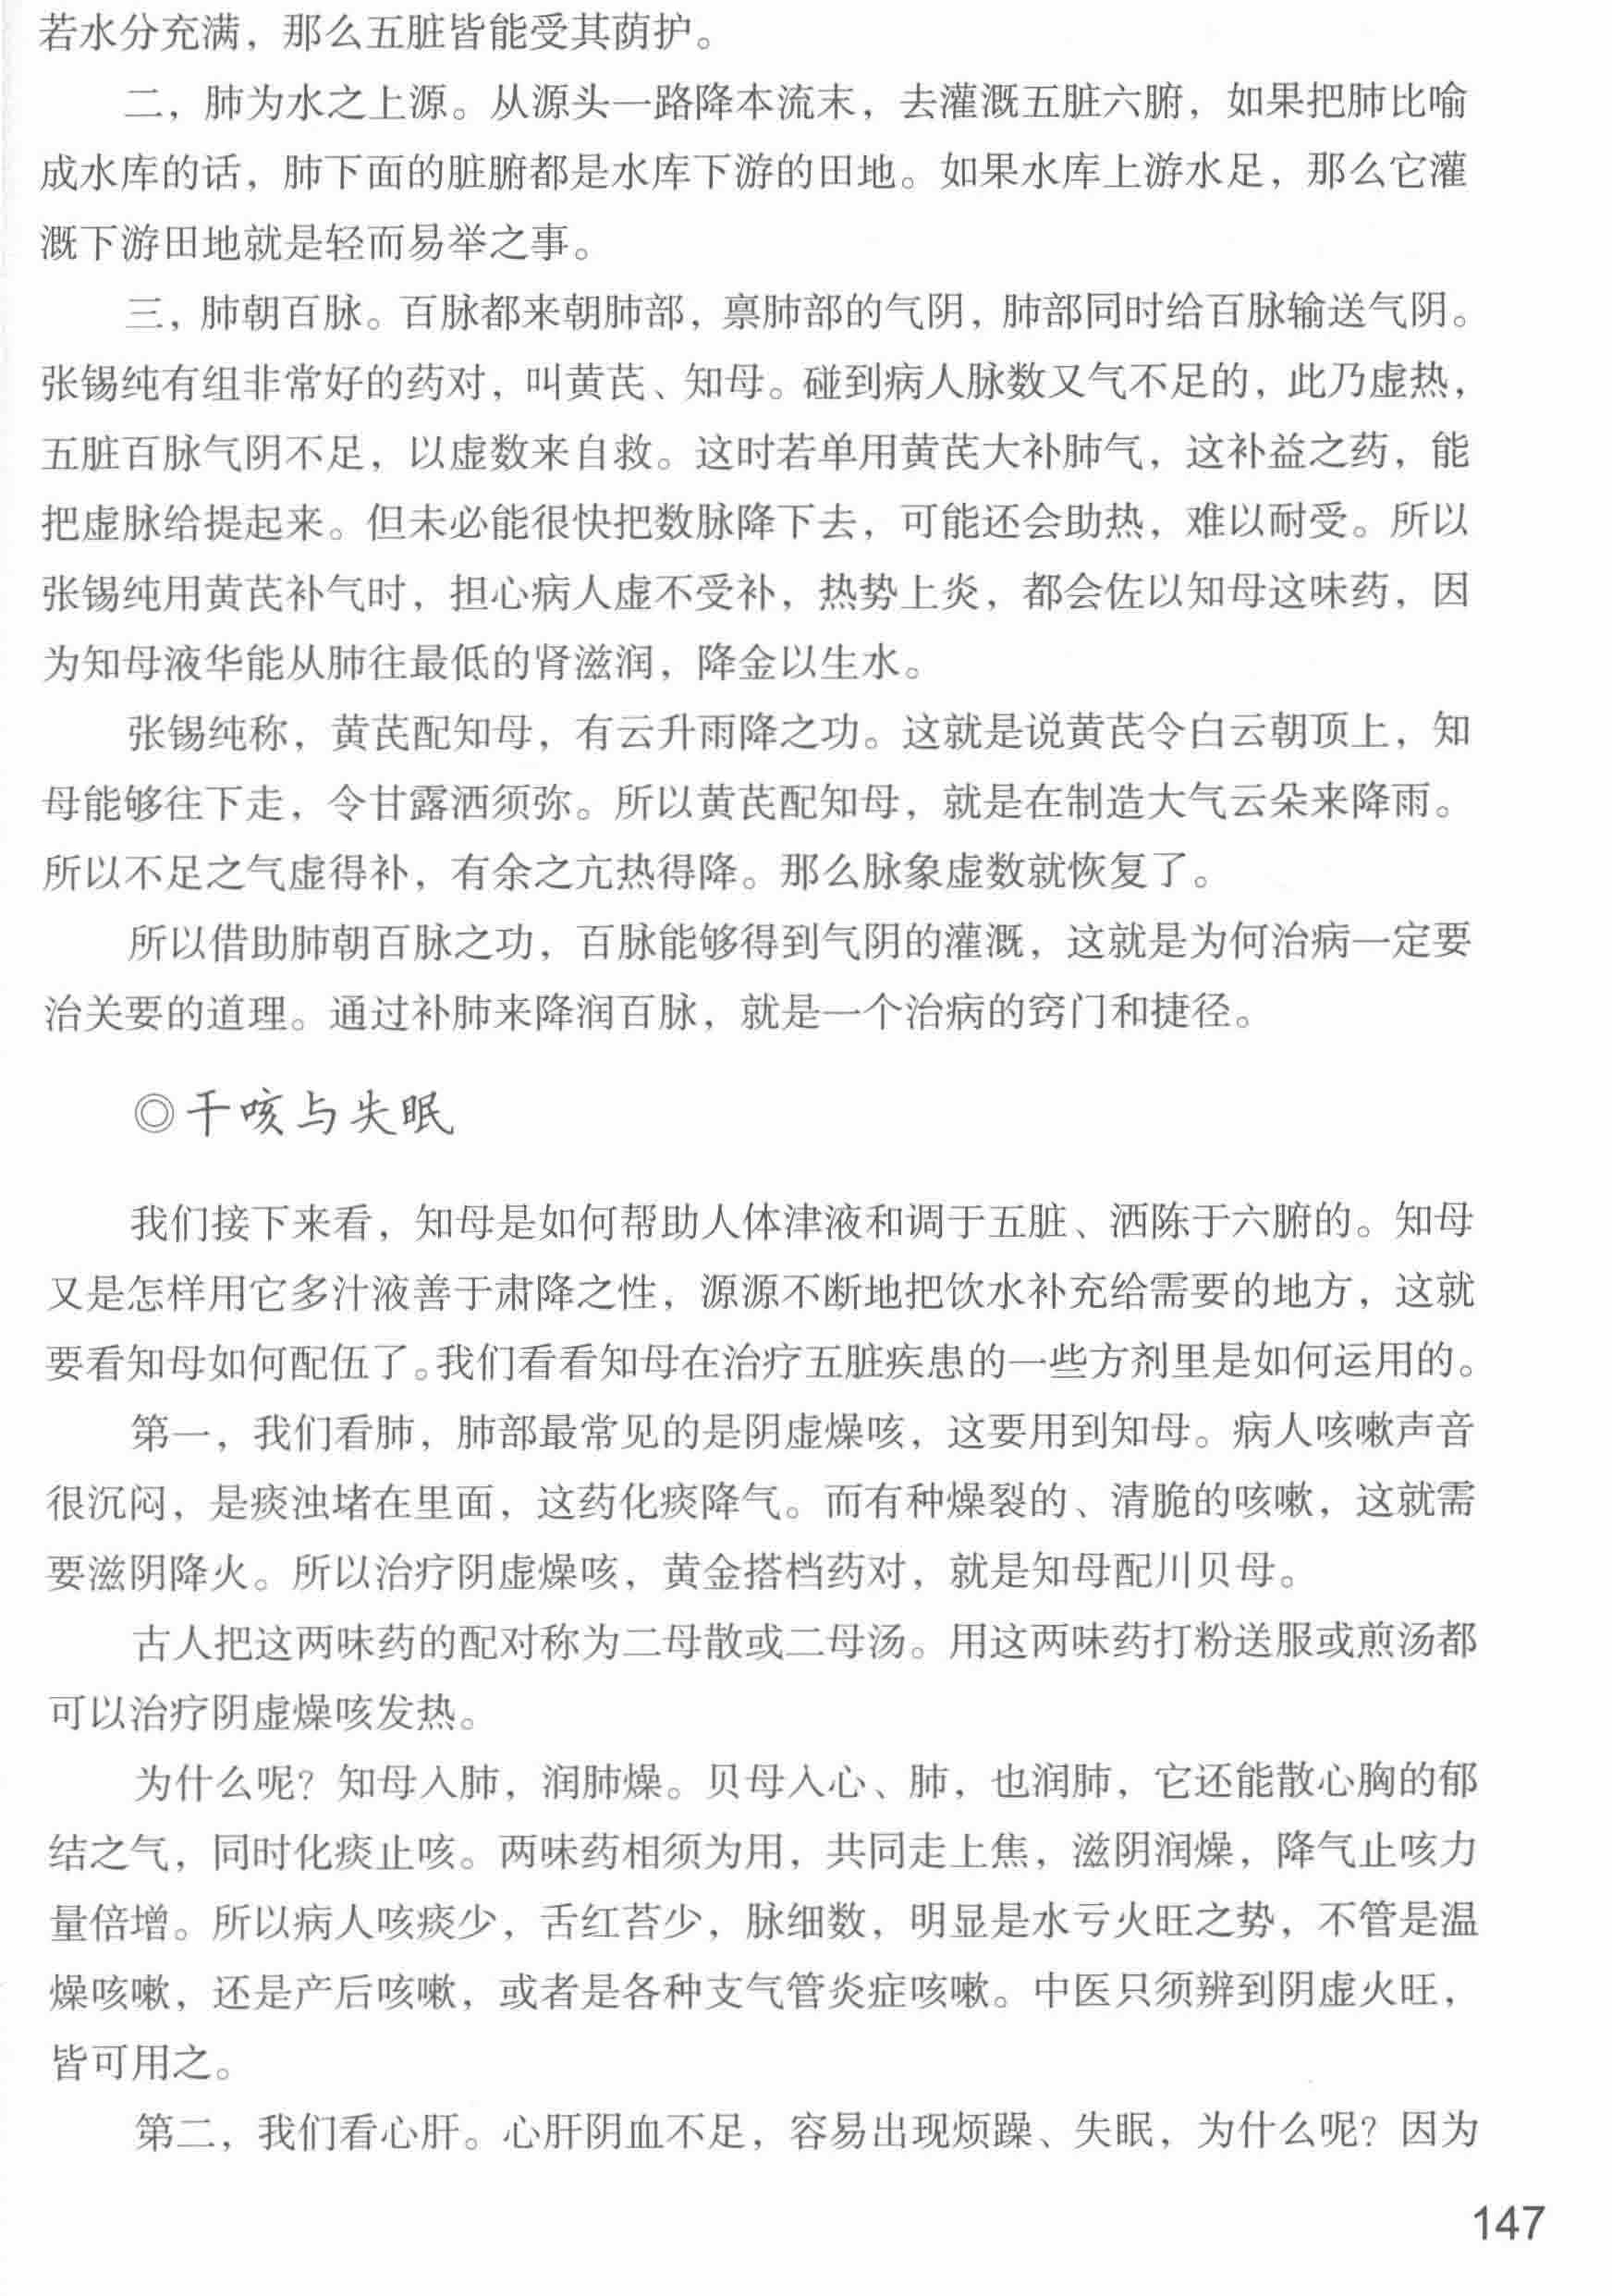 若水分充满，那么五脏皆能受其荫护。
二，肺为水之上源。从源头一路降本流末，去灌溉五脏六腑，如果把肺比喻
成水库的话，肺下面的脏腑都是水库下游的田地。如果水库上游水足，那么它灌
溉下游田地就是轻而易举之事。
三，肺朝百脉。百脉都来朝肺部，禀肺部的气阴，肺部同时给百脉输送气阴。
张锡纯有组非常好的药对，叫黄芪、知母。碰到病人脉数又气不足的，此乃虚热，
五脏百脉气阴不足，以虚数来自救。这时若单用黄芪大补肺气，这补益之药，能
把虚脉给提起来。但未必能很快把数脉降下去，可能还会助热，难以耐受。所以
张锡纯用黄芪补气时，担心病人虚不受补，热势上炎，都会佐以知母这味药，因
为知母液华能从肺往最低的肾滋润，降金以生水。
张锡纯称，黄芪配知母，有云升雨降之功。这就是说黄芪令白云朝顶上，知
母能够往下走，令甘露洒须弥。所以黄芪配知母，就是在制造大气云朵来降雨。
所以不足之气虚得补，有余之亢热得降。那么脉象虚数就恢复了。
所以借助肺朝百脉之功，百脉能够得到气阴的灌溉，这就是为何治病一定要
治关要的道理。通过补肺来降润百脉，就是一个治病的窍门和捷径。
◎干咳与失眠
我们接下来看，知母是如何帮助人体津液和调于五脏、洒陈于六腑的。知母
又是怎样用它多汁液善于肃降之性，源源不断地把饮水补充给需要的地方，这就
要看知母如何配伍了。我们看看知母在治疗五脏疾患的一些方剂里是如何运用的。
第一，我们看肺，肺部最常见的是阴虚燥咳，这要用到知母。病人咳嗽声音
很沉闷，是痰浊堵在里面，这药化痰降气。而有种燥裂的、清脆的咳嗽，这就需
要滋阴降火。所以治疗阴虚燥咳，黄金搭档药对，就是知母配川贝母。
古人把这两味药的配对称为二母散或二母汤。用这两味药打粉送服或煎汤都
可以治疗阴虚燥咳发热。
为什么呢？知母入肺，润肺燥。贝母入心、肺，也润肺，它还能散心胸的郁
结之气，同时化痰止咳。两味药相须为用，共同走上焦，滋阴润燥，降气止咳力
量倍增。所以病人咳痰少，舌红苔少，脉细数，明显是水亏火旺之势，不管是温
燥咳嗽，还是产后咳嗽，或者是各种支气管炎症咳嗽。中医只须辨到阴虚火旺，
皆可用之。
第二，我们看心肝。心肝阴血不足，容易出现烦躁、失眠，为什么呢？因为
147